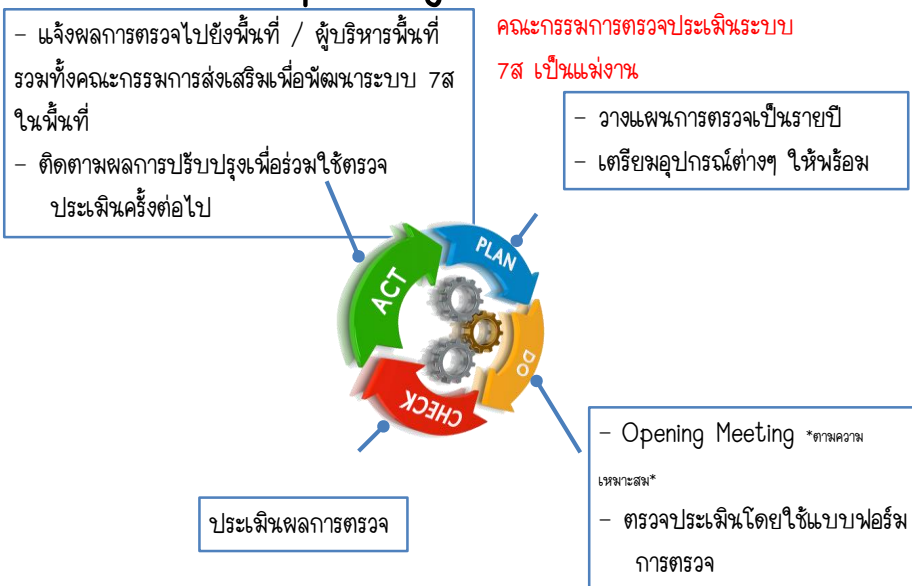 - แจ้งผลการตรวจไปยังพื้นที่ / ผู้บริหารพื้นที่
รวมทั้งคณะกรรมการส่งเสริมเพื่อพัฒนาระบบ 7ส
ในพื้นที่
- ติดตามผลการปรับปรุงเพื่อร่วมใช้ตรวจ
ประเมินครั้งต่อไป
คณะกรรมการตรวจประเมินระบบ
7ส เป็นแม่งาน
- วางแผนการตรวจเป็นรายปี
- เตรียมอุปกรณ์ต่างๆ ให้พร้อม
PLAN
ACT
DO
CHECK
- Opening Meeting *ตามความ
เหมาะสม*
- ตรวจประเมินโดยใช้แบบฟอร์ม
การตรวจ
ประเมินผลการตรวจ